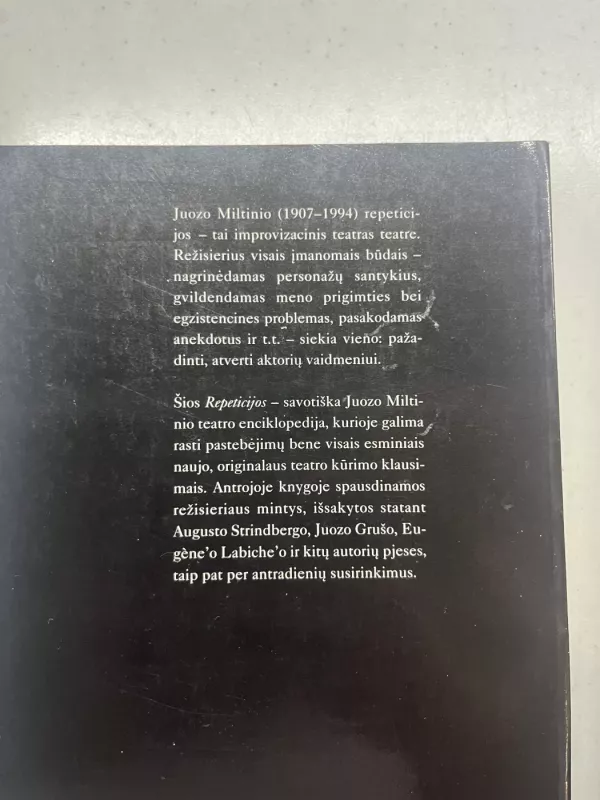 Juozo Miltinio (1907–1994) repetici-
jos – tai improvizacinis teatras teatre.
Režisierius visais įmanomais būdais –
nagrinėdamas personažų santykius,
gvildendamas meno prigimties bei
egzistencines problemas, pasakodamas
anekdotus ir t.t. – siekia vieno: paža-
dinti, atverti aktorių vaidmeniui.
Šios Repeticijos – savotiška Juozo Milti-
nio teatro enciklopedija, kurioje galima
rasti pastebėjimų bene visais esminiais
naujo, originalaus teatro kūrimo klausi-
mais. Antrojoje knygoje spausdinamos
režisieriaus mintys, išsakytos statant
Augusto Strindbergo, Juozo Grušo, Eu-
gène’o Labiche’o ir kitų autorių pjeses,
taip pat per antradienių susirinkimus.